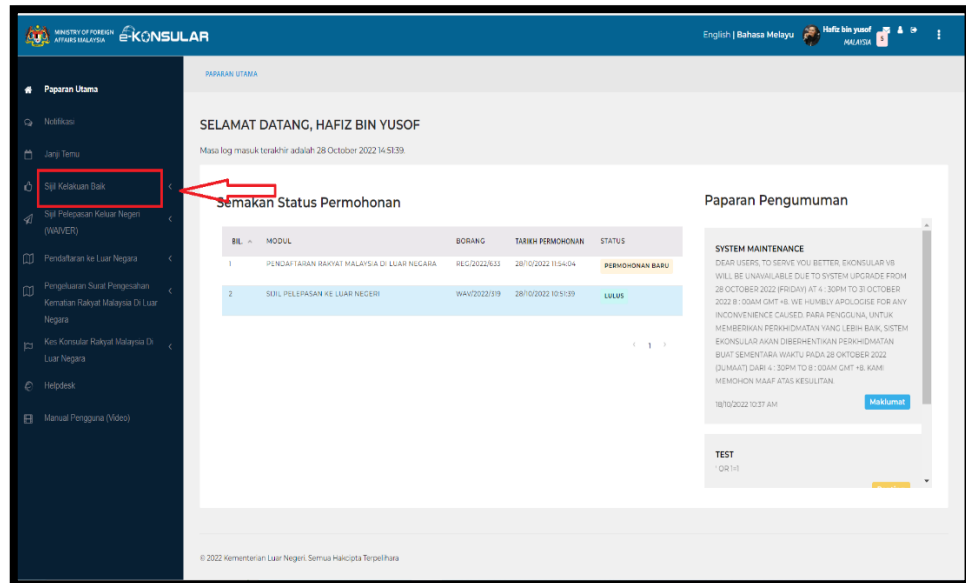 MINISTRY OF FOREIGN
AFFAIRS MALAYSIA
E-KONSULAR
English | Bahasa Melayu
Hafiz bin yusof
MALAYSIA
5
Paparan Utama
Notifikasi
Janji Temu
Sijil Kelakuan Baik
Sijil Pelepasan Keluar Negeri
(WAIVER)
Pendaftaran ke Luar Negara
Pengeluaran Surat Pengesahan
Kematian Rakyat Malaysia Di Luar
Negara
Kes Konsular Rakyat Malaysia Di
Luar Negara
Helpdesk
Manual Pengguna (Video)
PAPARAN UTAMA
SELAMAT DATANG, HAFIZ BIN YUSOF
Masa log masuk terakhir adalah 28 October 2022 14:51:39.
Semakan Status Permohonan
BIL. MODUL BORANG TARIKH PERMOHONAN STATUS
1 PENDAFTARAN RAKYAT MALAYSIA DI LUAR NEGARA REG/2022/633 28/10/2022 11:54:04 PERMOHONAN BARU
2 SIJIL PELEPASAN KE LUAR NEGERI WAV/2022/319 28/10/2022 10:51:39 LULUS
‹ 1 ›
Paparan Pengumuman
SYSTEM MAINTENANCE
DEAR USERS, TO SERVE YOU BETTER, EKONSULAR V8
WILL BE UNAVAILABLE DUE TO SYSTEM UPGRADE FROM
28 OCTOBER 2022 (FRIDAY) AT 4 : 30PM TO 31 OCTOBER
2022 8 : 00AM GMT +8. WE HUMBLY APOLOGISE FOR ANY
INCONVENIENCE CAUSED. PARA PENGGUNA, UNTUK
MEMBERIKAN PERKHIDMATAN YANG LEBIH BAIK, SISTEM
EKONSULAR AKAN DIBERHENTIKAN PERKHIDMATAN
BUAT SEMENTARA WAKTU PADA 28 OKTOBER 2022
(JUMAAT) DARI 4 : 30PM TO 8 : 00AM GMT +8. KAMI
MEMOHON MAAF ATAS KESULITAN.
18/10/2022 10:37 AM
Maklumat
TEST
' OR 1=1
© 2022 Kementerian Luar Negeri. Semua Hakcipta Terpelihara